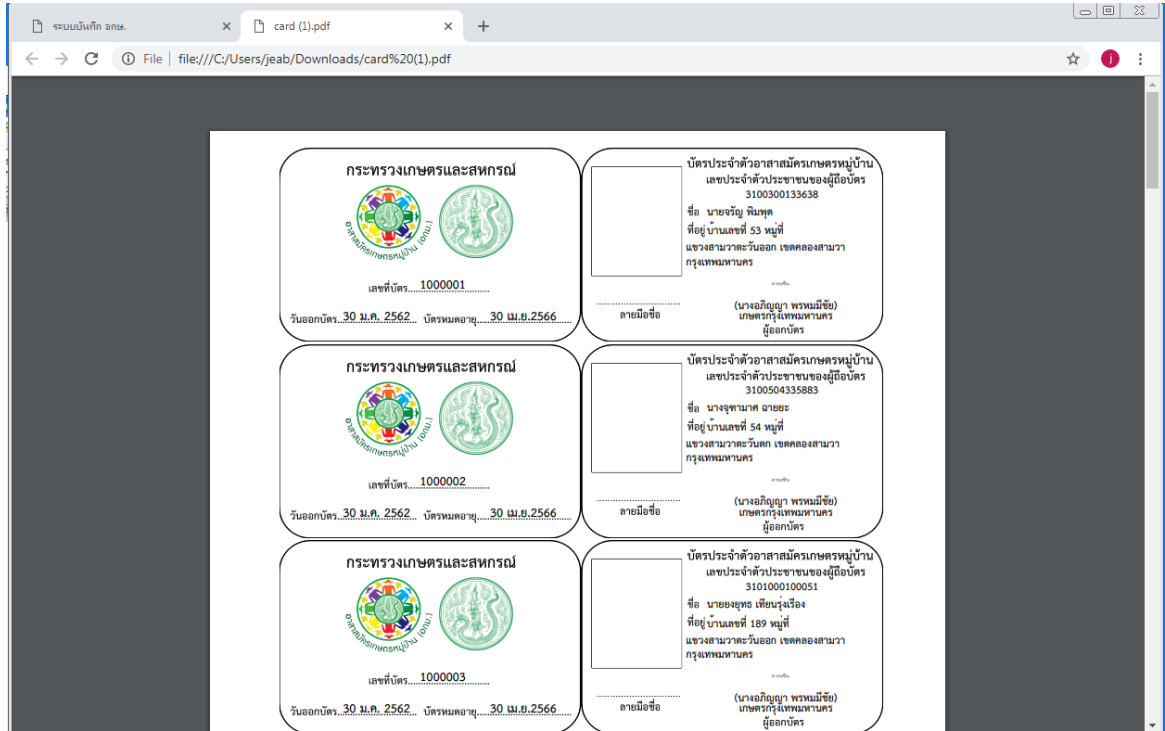 ระบบบันทึก อกษ.
card (1).pdf
File
file:///C:/Users/jeab/Downloads/card%20(1).pdf
j
กระทรวงเกษตรและสหกรณ์
อาสาสมัครเกษตรหมู่บ้าน (อกม.)
เลขที่บัตร....1000001........
วันออกบัตร..30 ม.ค. 2562.. บัตรหมดอายุ....30 เม.ย.2566....
บัตรประจำตัวอาสาสมัครเกษตรหมู่บ้าน
เลขประจำตัวประชาชนของผู้ถือบัตร
3100300133638
ชื่อ นายจรัญ พิมพุด
ที่อยู่ บ้านเลขที่ 53 หมู่ที่
แขวงสามวาตะวันออก เขตคลองสามวา
กรุงเทพมหานคร
ลายมือชื่อ
(นางอภิญญา พรหมมีชัย)
เกษตรกรุงเทพมหานคร
ผู้ออกบัตร
กระทรวงเกษตรและสหกรณ์
อาสาสมัครเกษตรหมู่บ้าน (อกม.)
เลขที่บัตร....1000002........
วันออกบัตร..30 ม.ค. 2562.. บัตรหมดอายุ....30 เม.ย.2566....
บัตรประจำตัวอาสาสมัครเกษตรหมู่บ้าน
เลขประจำตัวประชาชนของผู้ถือบัตร
3100504335883
ชื่อ นางจุฑามาศ ฉายยะ
ที่อยู่ บ้านเลขที่ 54 หมู่ที่
แขวงสามวาตะวันตก เขตคลองสามวา
กรุงเทพมหานคร
ลายมือชื่อ
(นางอภิญญา พรหมมีชัย)
เกษตรกรุงเทพมหานคร
ผู้ออกบัตร
กระทรวงเกษตรและสหกรณ์
อาสาสมัครเกษตรหมู่บ้าน (อกม.)
เลขที่บัตร....1000003........
วันออกบัตร..30 ม.ค. 2562.. บัตรหมดอายุ....30 เม.ย.2566....
บัตรประจำตัวอาสาสมัครเกษตรหมู่บ้าน
เลขประจำตัวประชาชนของผู้ถือบัตร
3101000100051
ชื่อ นายยงยุทธ เทียนรุ่งเรือง
ที่อยู่ บ้านเลขที่ 189 หมู่ที่
แขวงสามวาตะวันออก เขตคลองสามวา
กรุงเทพมหานคร
ลายมือชื่อ
(นางอภิญญา พรหมมีชัย)
เกษตรกรุงเทพมหานคร
ผู้ออกบัตร